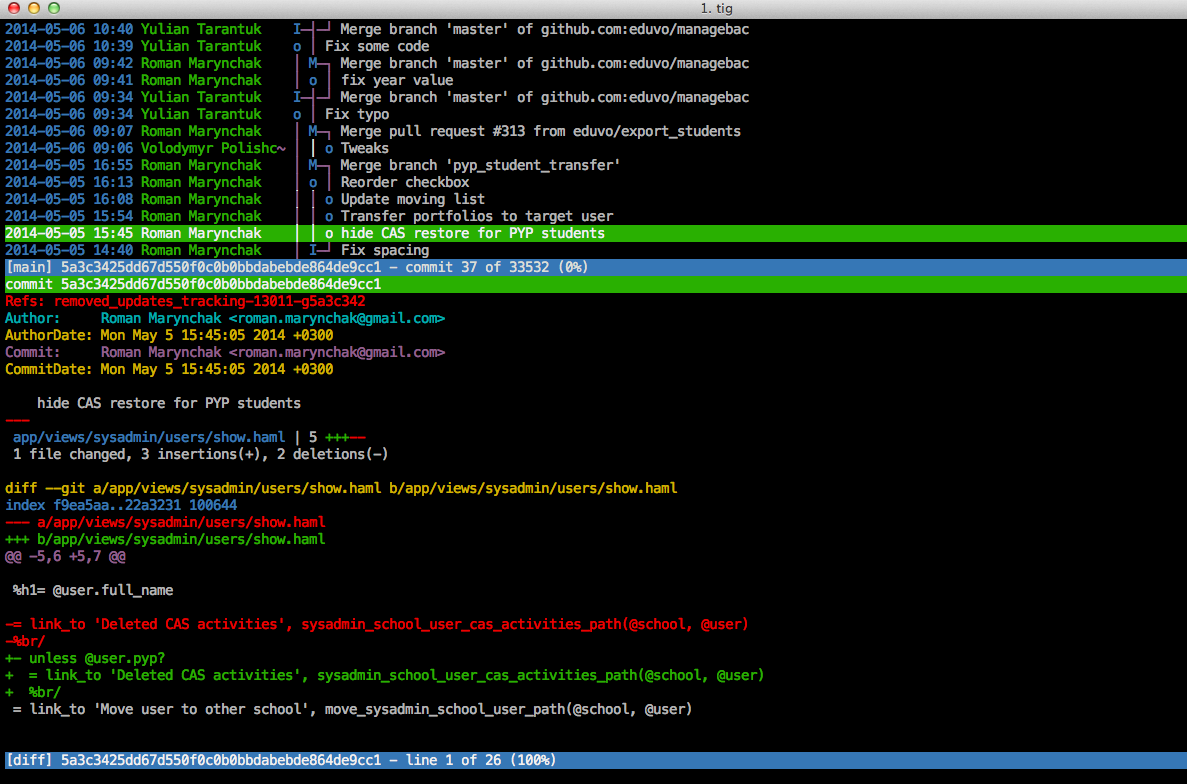 1. tig
2014-05-06 10:40 Yulian Tarantuk I─┼─┘ Merge branch 'master' of github.com:eduvo/managebac
2014-05-06 10:39 Yulian Tarantuk o │ Fix some code
2014-05-06 09:42 Roman Marynchak │ M─┐ Merge branch 'master' of github.com:eduvo/managebac
2014-05-06 09:41 Roman Marynchak │ o │ fix year value
2014-05-06 09:34 Yulian Tarantuk I─┼─┘ Merge branch 'master' of github.com:eduvo/managebac
2014-05-06 09:34 Yulian Tarantuk o │ Fix typo
2014-05-06 09:07 Roman Marynchak │ M─┐ Merge pull request #313 from eduvo/export_students
2014-05-06 09:06 Volodymyr Polishc~ │ │ o Tweaks
2014-05-05 16:55 Roman Marynchak │ M─┐ Merge branch 'pyp_student_transfer'
2014-05-05 16:13 Roman Marynchak │ o │ Reorder checkbox
2014-05-05 16:08 Roman Marynchak │ │ o Update moving list
2014-05-05 15:54 Roman Marynchak │ │ o Transfer portfolios to target user
2014-05-05 15:45 Roman Marynchak │ │ o hide CAS restore for PYP students
2014-05-05 14:40 Roman Marynchak │ I─┘ Fix spacing
[main] 5a3c3425dd67d550f0c0b0bbdabebde864de9cc1 - commit 37 of 33532 (0%)
commit 5a3c3425dd67d550f0c0b0bbdabebde864de9cc1
Refs: removed_updates_tracking-13011-g5a3c342
Author:     Roman Marynchak <roman.marynchak@gmail.com>
AuthorDate: Mon May 5 15:45:05 2014 +0300
Commit:     Roman Marynchak <roman.marynchak@gmail.com>
CommitDate: Mon May 5 15:45:05 2014 +0300
    hide CAS restore for PYP students
---
 app/views/sysadmin/users/show.haml | 5 +++--
 1 file changed, 3 insertions(+), 2 deletions(-)
diff --git a/app/views/sysadmin/users/show.haml b/app/views/sysadmin/users/show.haml
index f9ea5aa..22a3231 100644
--- a/app/views/sysadmin/users/show.haml
+++ b/app/views/sysadmin/users/show.haml
@@ -5,6 +5,7 @@
 %h1= @user.full_name
-= link_to 'Deleted CAS activities', sysadmin_school_user_cas_activities_path(@school, @user)
-%br/
+- unless @user.pyp?
+  = link_to 'Deleted CAS activities', sysadmin_school_user_cas_activities_path(@school, @user)
+  %br/
 = link_to 'Move user to other school', move_sysadmin_school_user_path(@school, @user)
[diff] 5a3c3425dd67d550f0c0b0bbdabebde864de9cc1 - line 1 of 26 (100%)